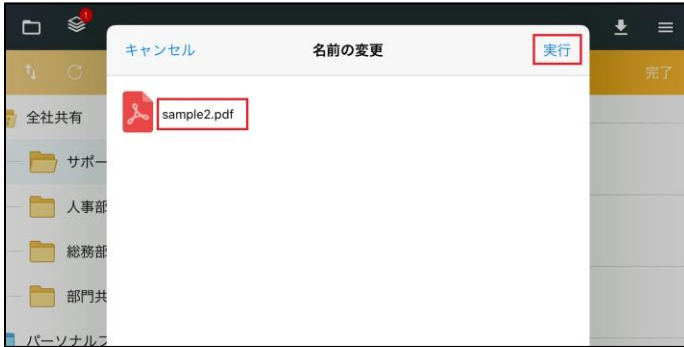 1
キャンセル
名前の変更
実行
完了
sample2.pdf
全社共有
サポー
人事部
総務部
部門共
パーソナルフ